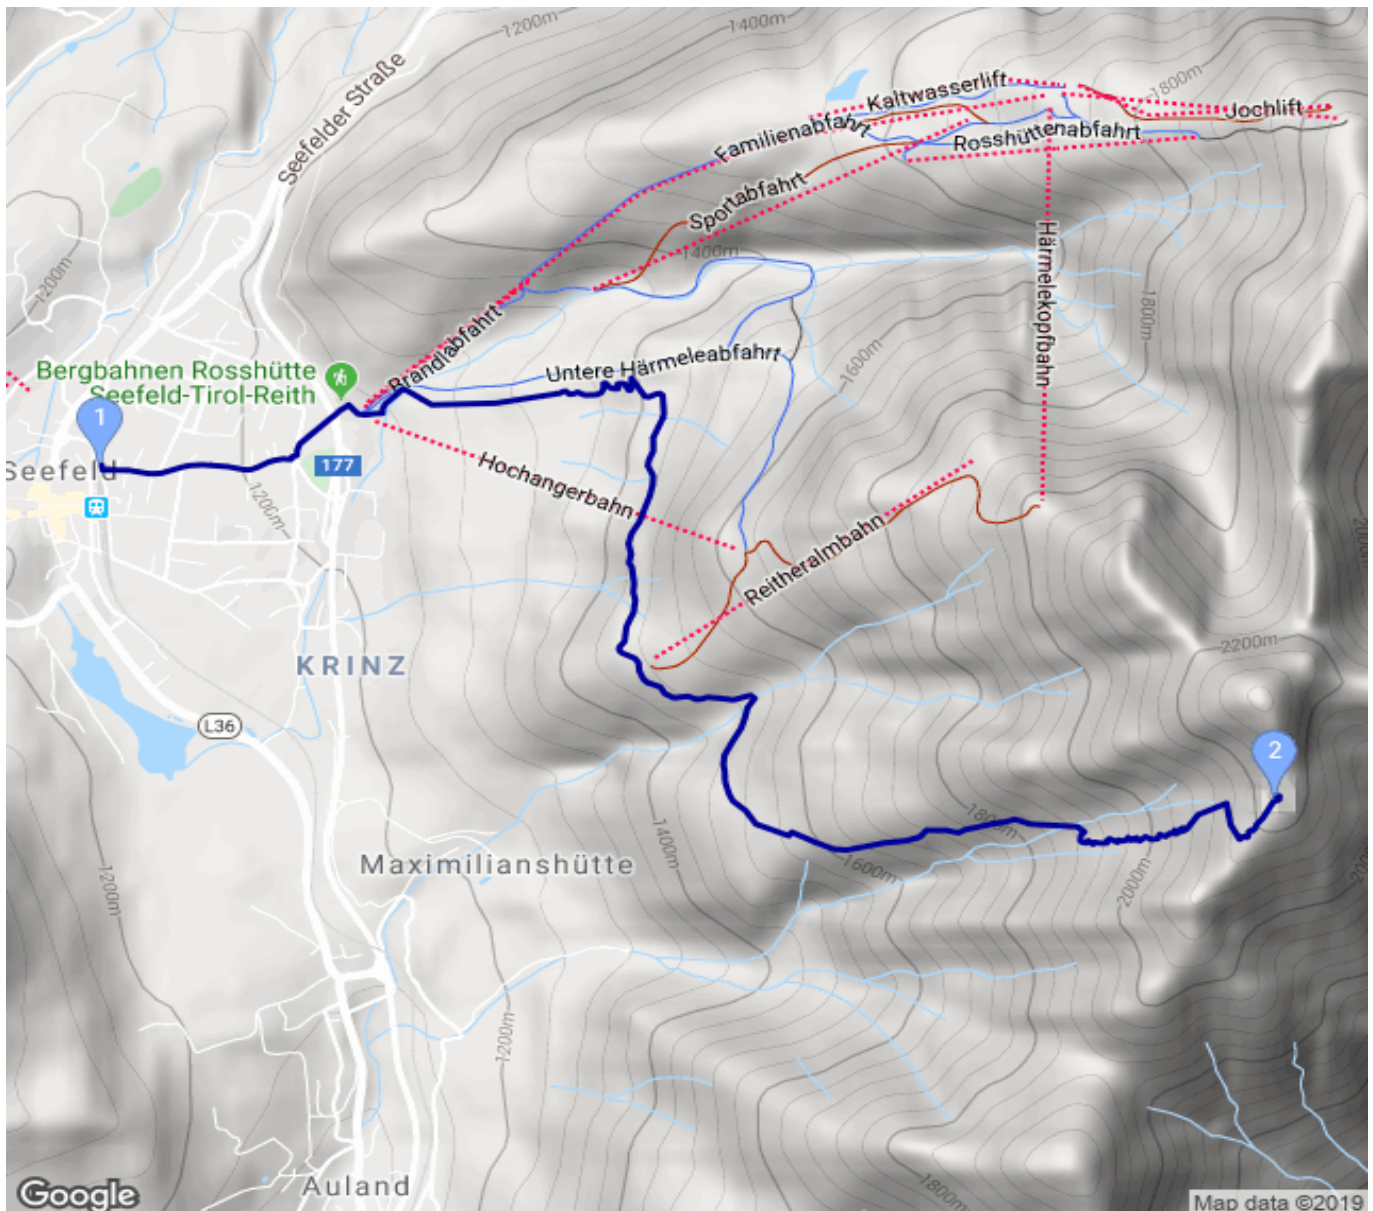 1200m
1400m
Seefelder Straße
1800m
Kaltwasserlift
Jochlift
Familienabfahrt
Rosshüttenabfahrt
Sportabfahrt
1400m
Härmelekopfbahn
1200m
1800m
Brandlabfahrt
Untere Härmeleabfahrt
1600m
Bergbahnen Rosshütte
Seefeld-Tirol-Reith
1
Seefeld
177
Hochangerbahn
1200m
Reitheralmbahn
2200m
KRINZ
L36
2
1800m
1400m
1600m
Maximilianshütte
1200m
2000m
1200m
1800m
Auland
Google
Map data ©2019